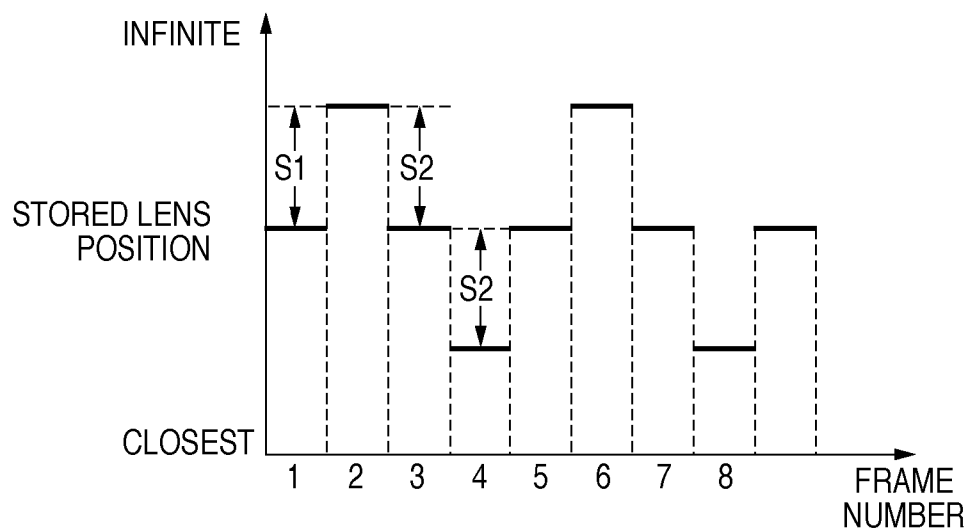 INFINITE
S1
S2
STORED LENS
POSITION
S2
CLOSEST
1 2 3 4 5 6 7 8
FRAME
NUMBER